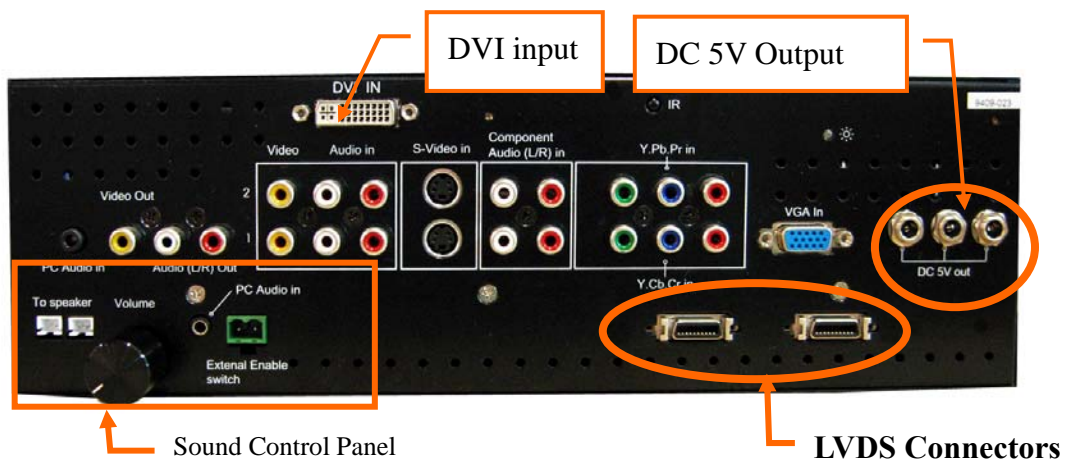 DVI input
DC 5V Output
DVI IN
IR
9409-023
Video
Audio in
S-Video in
Component
Audio (L/R) in
Y.Pb.Pr in
Video Out
2
1
VGA In
PC Audio in
Audio (L/R) Out
DC 5V out
Y.Cb.Cr in
To speaker
Volume
PC Audio in
Extenal Enable
switch
Sound Control Panel
LVDS Connectors